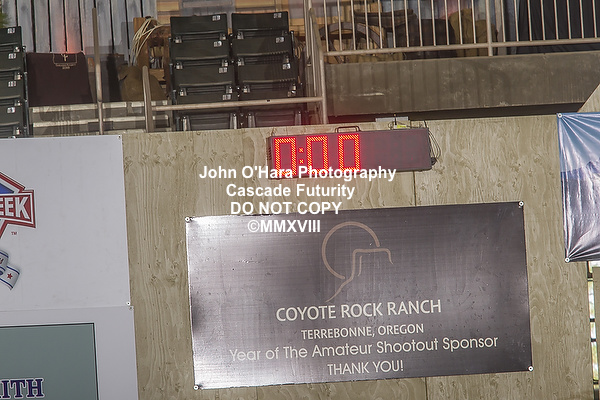 0:00
John O'Hara Photography
Cascade Futurity
DO NOT COPY
©MMXVIII
EEK
TM
COYOTE ROCK RANCH
TERREBONNE, OREGON
Year of The Amateur Shootout Sponsor
THANK YOU!
ITH